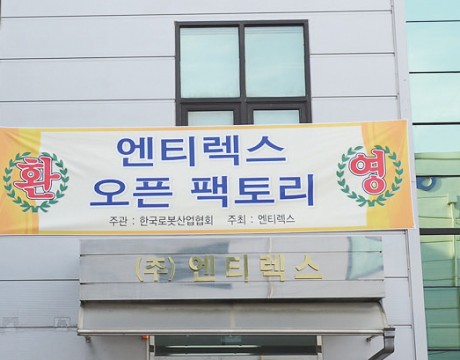 환 영
엔티렉스
오픈 팩토리
주관 : 한국로봇산업협회 주최 : 엔티렉스
(주) 엔티렉스